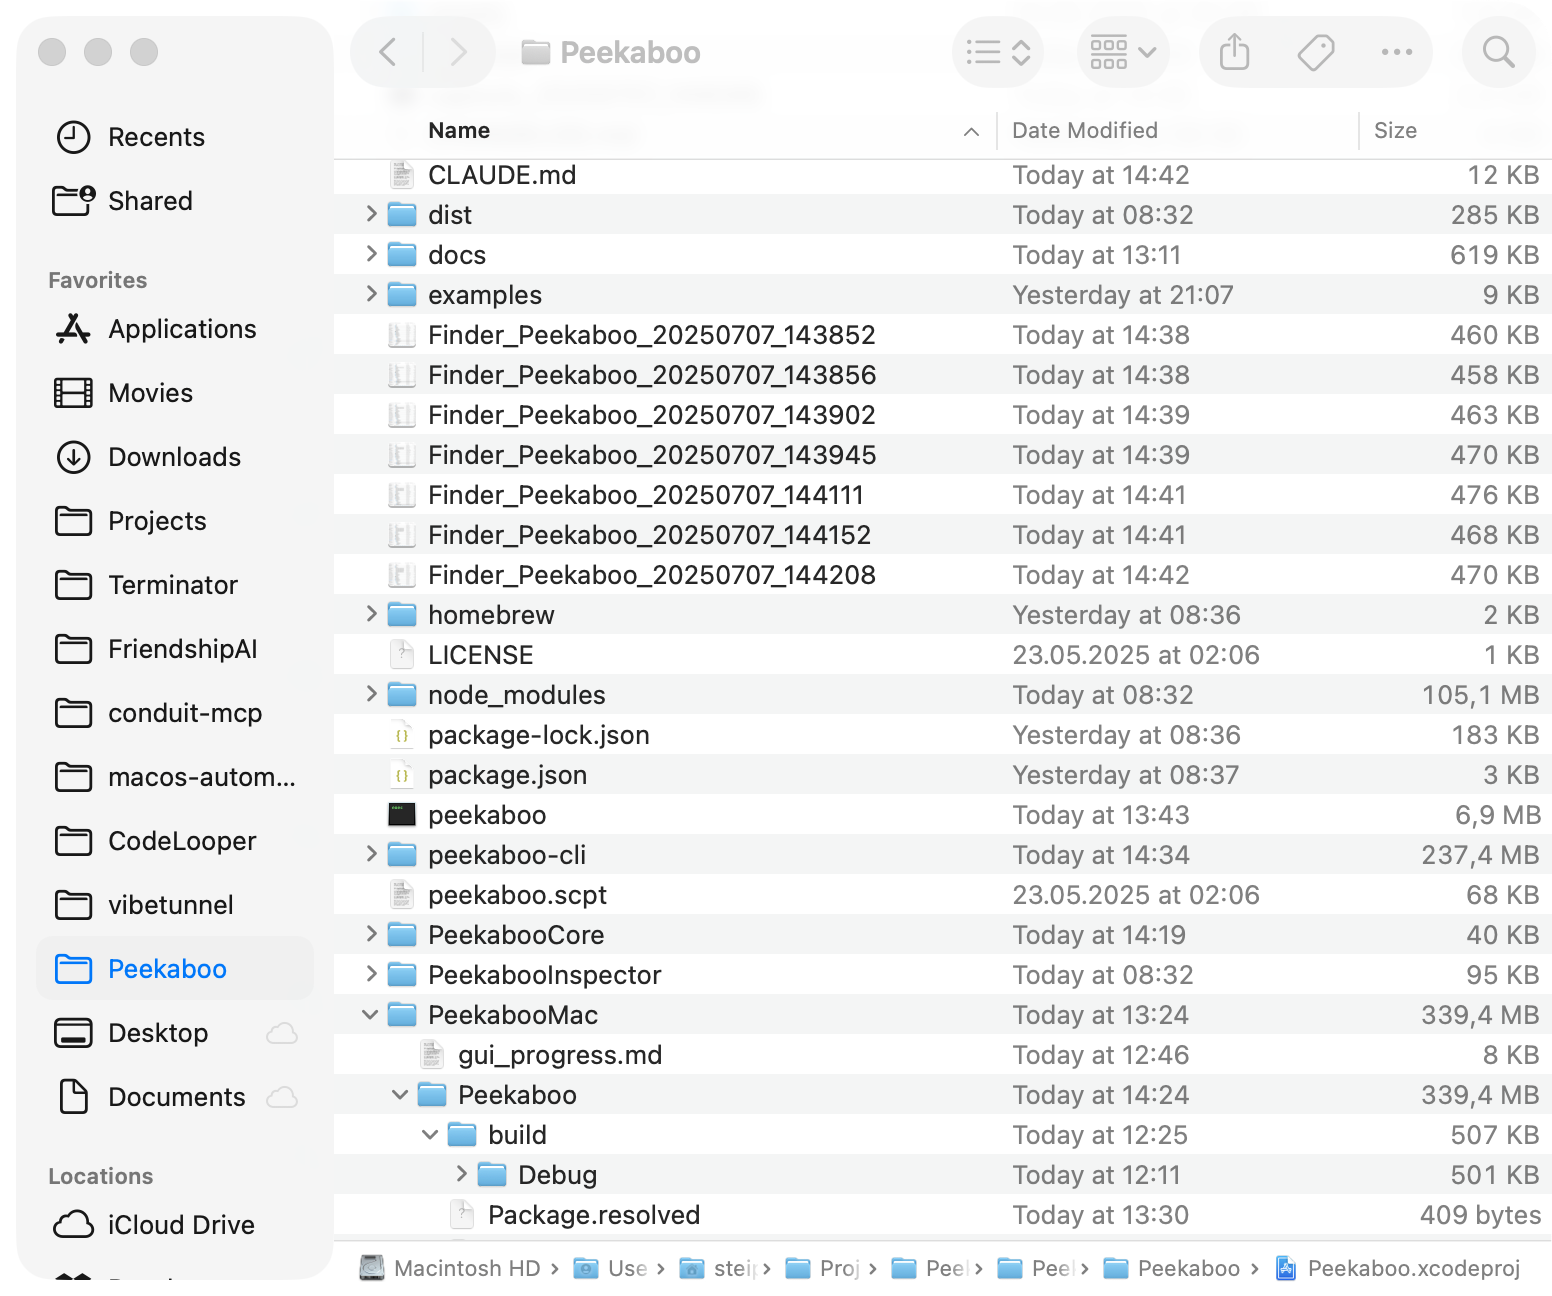 Peekaboo
Recents
Shared
Favorites
Applications
Movies
Downloads
Projects
Terminator
FriendshipAI
conduit-mcp
macos-autom...
CodeLooper
vibetunnel
Peekaboo
Desktop
Documents
Locations
iCloud Drive
Name Date Modified Size
CLAUDE.md Today at 14:42 12 KB
dist Today at 08:32 285 KB
docs Today at 13:11 619 KB
examples Yesterday at 21:07 9 KB
Finder_Peekaboo_20250707_143852 Today at 14:38 460 KB
Finder_Peekaboo_20250707_143856 Today at 14:38 458 KB
Finder_Peekaboo_20250707_143902 Today at 14:39 463 KB
Finder_Peekaboo_20250707_143945 Today at 14:39 470 KB
Finder_Peekaboo_20250707_144111 Today at 14:41 476 KB
Finder_Peekaboo_20250707_144152 Today at 14:41 468 KB
Finder_Peekaboo_20250707_144208 Today at 14:42 470 KB
homebrew Yesterday at 08:36 2 KB
LICENSE 23.05.2025 at 02:06 1 KB
node_modules Today at 08:32 105,1 MB
package-lock.json Yesterday at 08:36 183 KB
package.json Yesterday at 08:37 3 KB
peekaboo Today at 13:43 6,9 MB
peekaboo-cli Today at 14:34 237,4 MB
peekaboo.scpt 23.05.2025 at 02:06 68 KB
PeekabooCore Today at 14:19 40 KB
PeekabooInspector Today at 08:32 95 KB
PeekabooMac Today at 13:24 339,4 MB
gui_progress.md Today at 12:46 8 KB
Peekaboo Today at 14:24 339,4 MB
build Today at 12:25 507 KB
Debug Today at 12:11 501 KB
Package.resolved Today at 13:30 409 bytes
Macintosh HD › Use › steip › Proj › Peel › Peel › Peekaboo › Peekaboo.xcodeproj